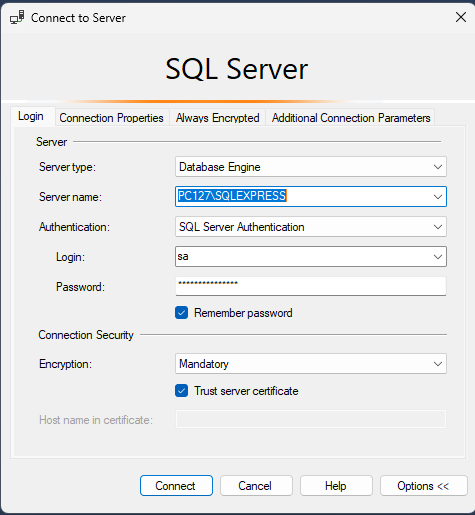 Connect to Server
SQL Server
Login Connection Properties Always Encrypted Additional Connection Parameters
Server
Server type: Database Engine
Server name: PC127\SQLEXPRESS
Authentication: SQL Server Authentication
Login: sa
Password: ***************
Remember password
Connection Security
Encryption: Mandatory
Trust server certificate
Host name in certificate:
Connect Cancel Help Options <<